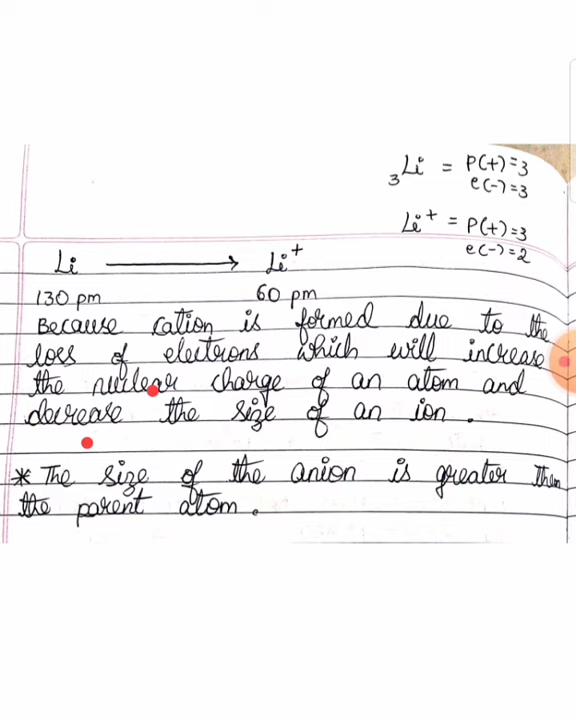 ₃Li = P(+)=3
e(-)=3
Li⁺ = P(+)=3
e(-)=2
Li ⟶ Li⁺
130 pm 60 pm
Because cation is formed due to the
loss of electrons which will increase
the nuclear charge of an atom and
decrease the size of an ion.
* The size of the anion is greater then
the parent atom.